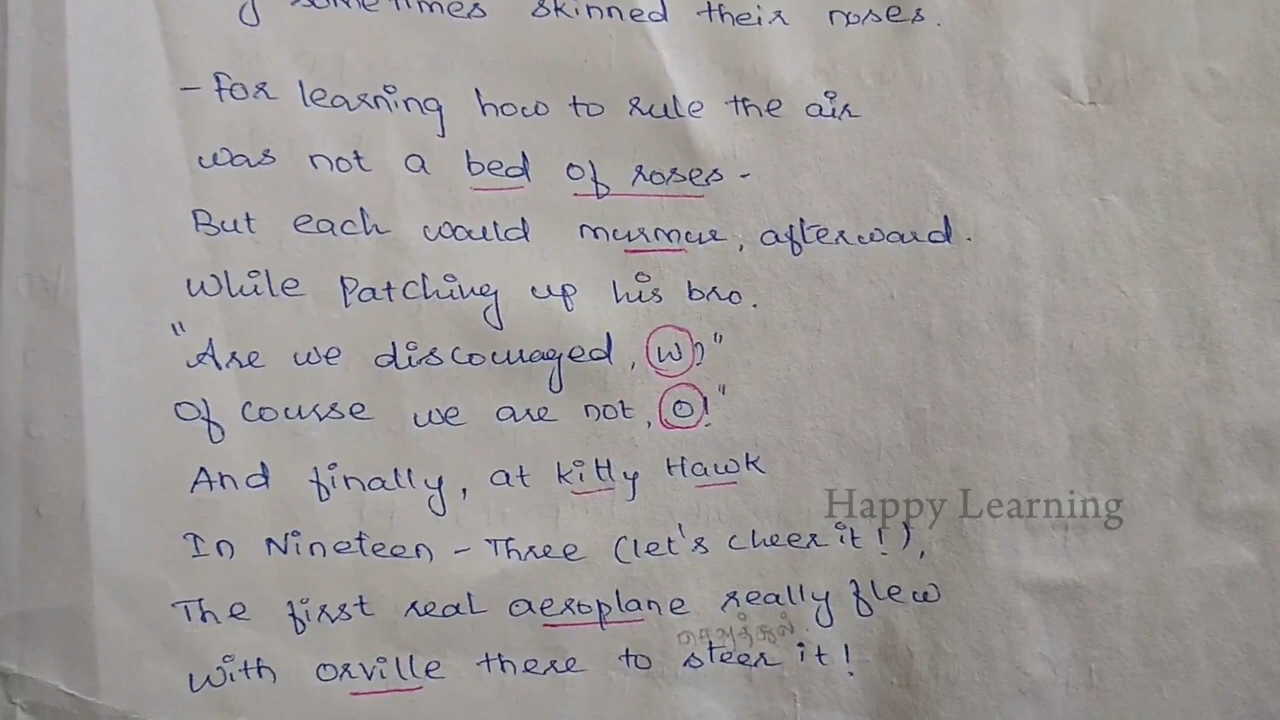 sometimes skinned their noses.
- For learning how to rule the air
was not a bed of roses -
But each would murmur, afterward.
While Patching up his bro.
"Are we discouraged, W?"
Of course we are not, O!"
And finally, at Kitty Hawk
Happy Learning
In Nineteen - Three (let's cheer it!),
The first real aeroplane really flew
With Orville there to steer it!